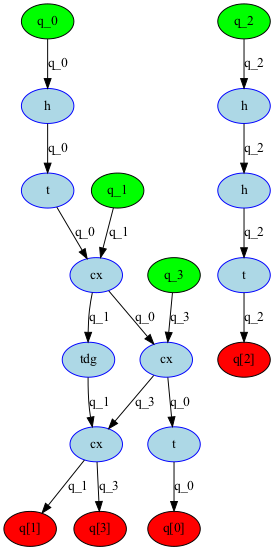 q_0 q_2
q_0 q_2
h h
q_0 q_2
t q_1 h
q_0 q_1 q_2
cx q_3 t
q_1 q_0 q_3 q_2
tdg cx q[2]
q_1 q_3 q_0
cx t
q_1 q_3 q_0
q[1] q[3] q[0]